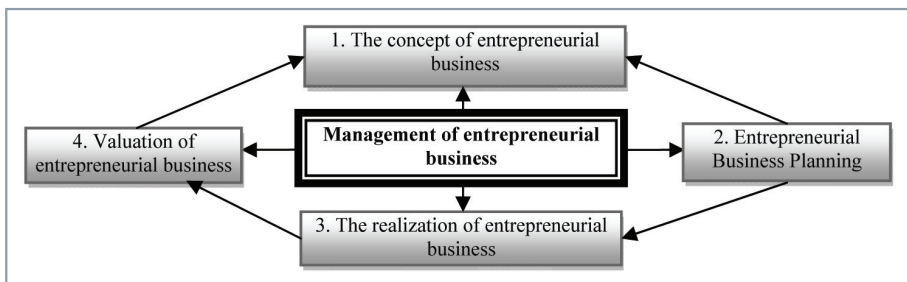 1. The concept of entrepreneurial
business
Management of entrepreneurial
business
4. Valuation of
entrepreneurial business
2. Entrepreneurial
Business Planning
3. The realization of entrepreneurial
business